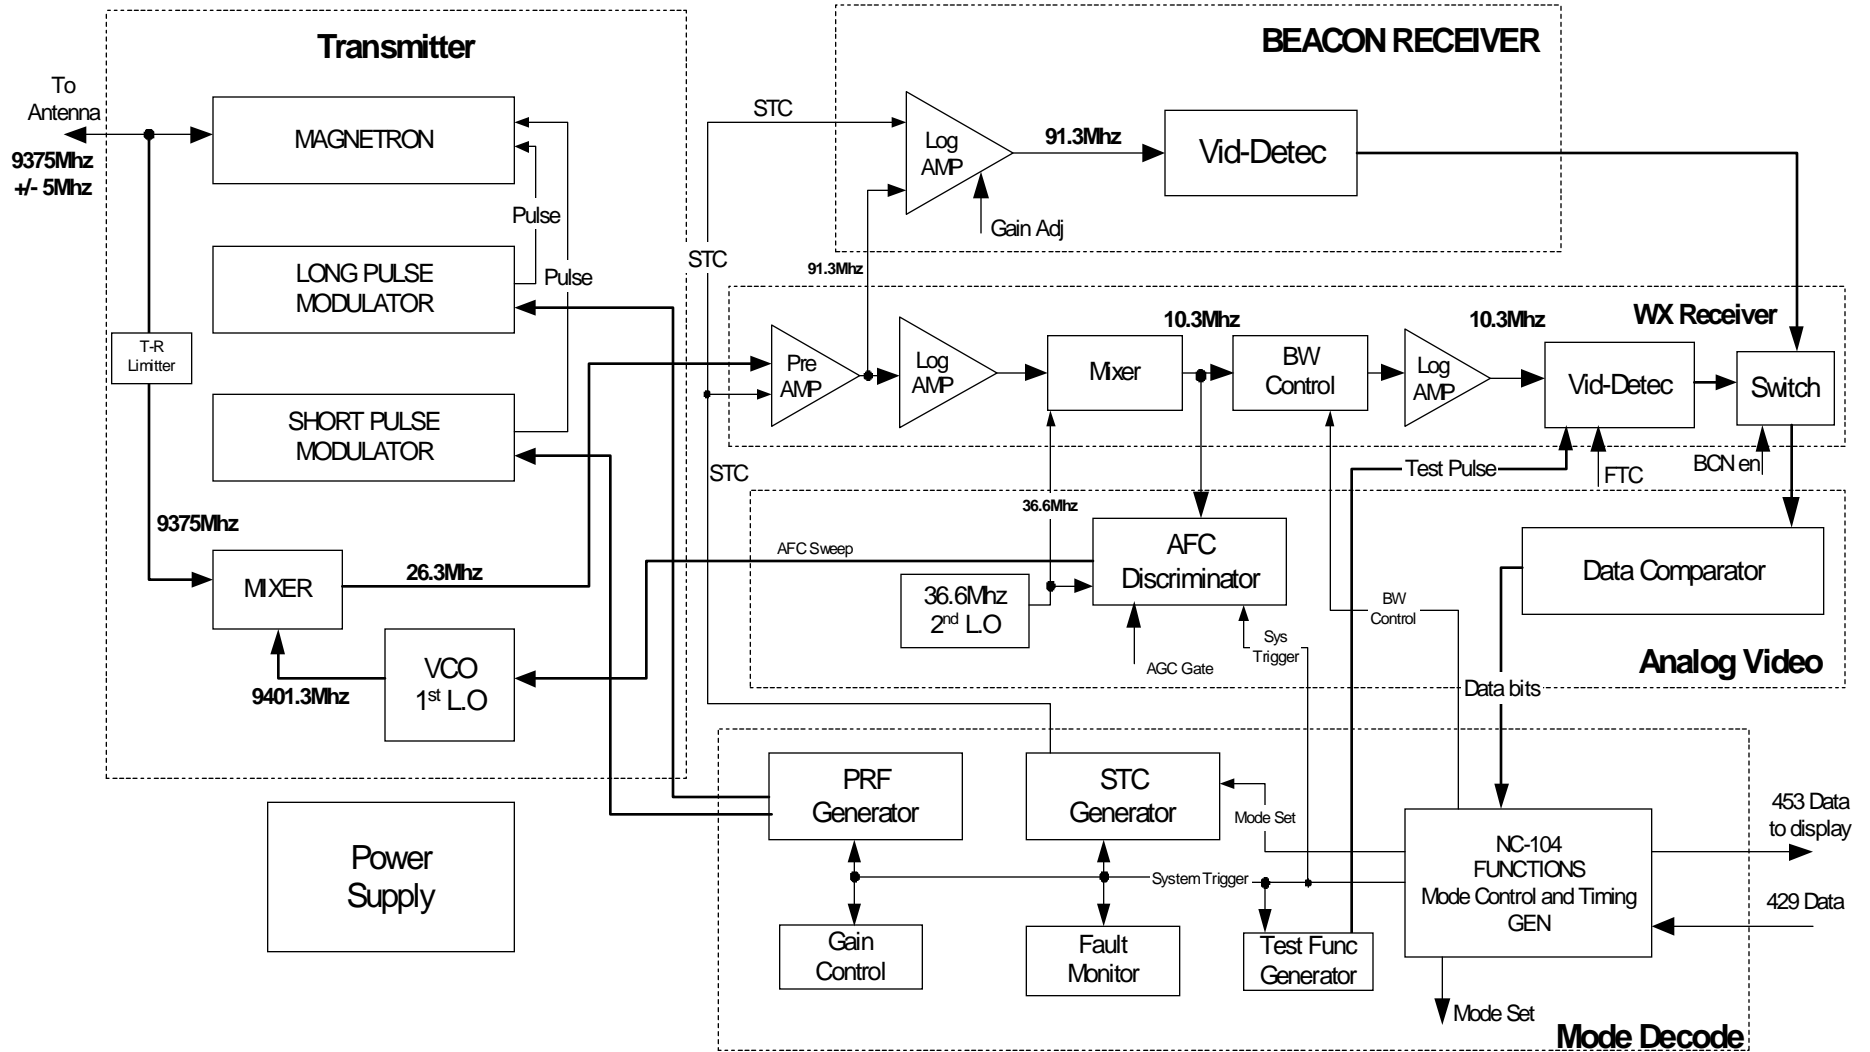 Transmitter
BEACON RECEIVER
To
Antenna
9375Mhz
+/- 5Mhz
MAGNETRON
Pulse
Pulse
LONG PULSE
MODULATOR
T-R
Limitter
SHORT PULSE
MODULATOR
9375Mhz
MIXER
26.3Mhz
VCO
1st L.O
9401.3Mhz
Power
Supply
STC
Log
AMP
91.3Mhz
Vid-Detec
Gain Adj
STC
91.3Mhz
WX Receiver
Pre
AMP
Log
AMP
Mixer
10.3Mhz
BW
Control
Log
AMP
10.3Mhz
Vid-Detec
Switch
STC
Test Pulse
FTC
BCN en
36.6Mhz
AFC Sweep
AFC
Discriminator
36.6Mhz
2nd L.O
AGC Gate
Sys
Trigger
BW
Control
Data Comparator
Analog Video
Data bits
PRF
Generator
STC
Generator
Mode Set
System Trigger
NC-104
FUNCTIONS
Mode Control and Timing
GEN
453 Data
to display
429 Data
Gain
Control
Fault
Monitor
Test Func
Generator
Mode Set
Mode Decode